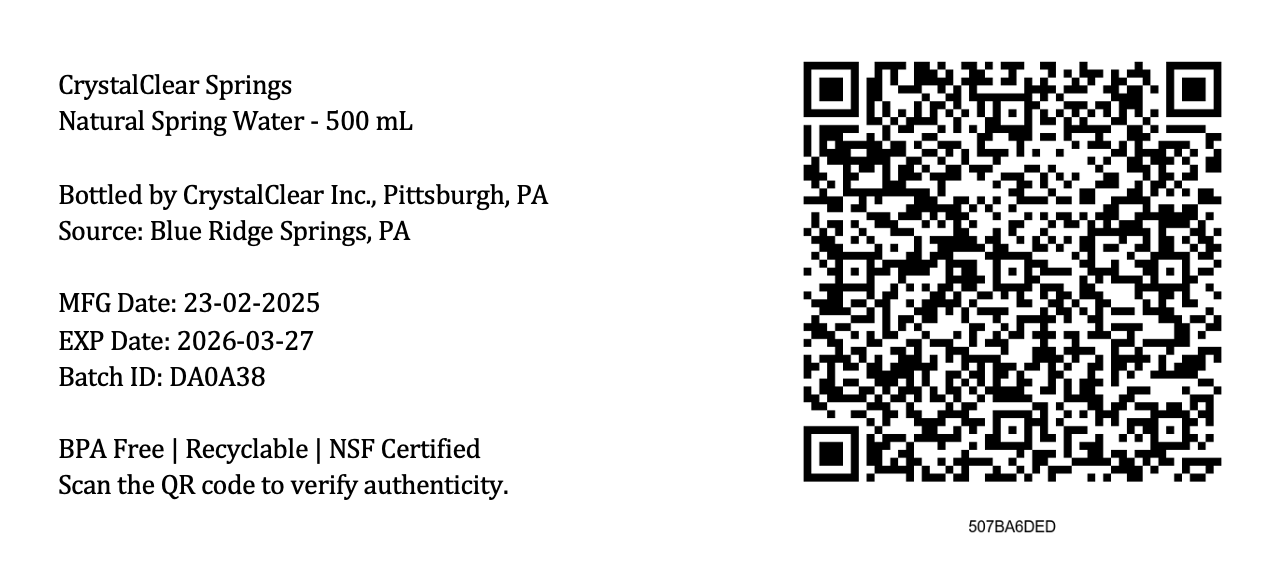 CrystalClear Springs
Natural Spring Water - 500 mL
Bottled by CrystalClear Inc., Pittsburgh, PA
Source: Blue Ridge Springs, PA
MFG Date: 23-02-2025
EXP Date: 2026-03-27
Batch ID: DA0A38
BPA Free | Recyclable | NSF Certified
Scan the QR code to verify authenticity.
507BA6DED